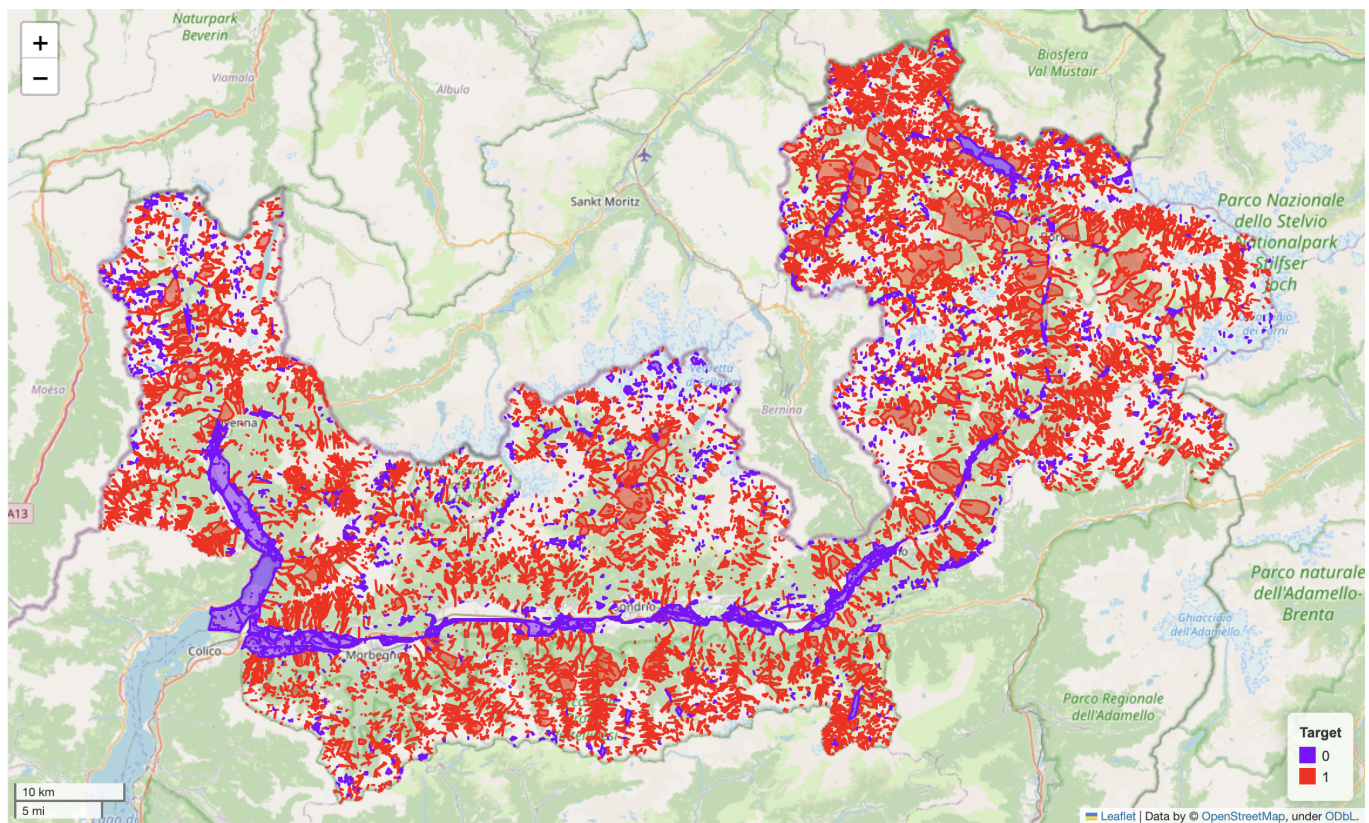 +
−
Naturpark
Beverin
Viamala
Albula
Biosfera
Val Müstair
Sankt Moritz
Parco Nazionale
dello Stelvio
Nationalpark
Stilfser
Joch
Moësa
Bernina
A13
Sondrio
Colico
Morbegno
Parco naturale
dell'Adamello-
Brenta
Ghiacciaio
dell'Adamello
Parco Regionale
dell'Adamello
Target
0
1
10 km
5 mi
Leaflet | Data by © OpenStreetMap, under ODbL.